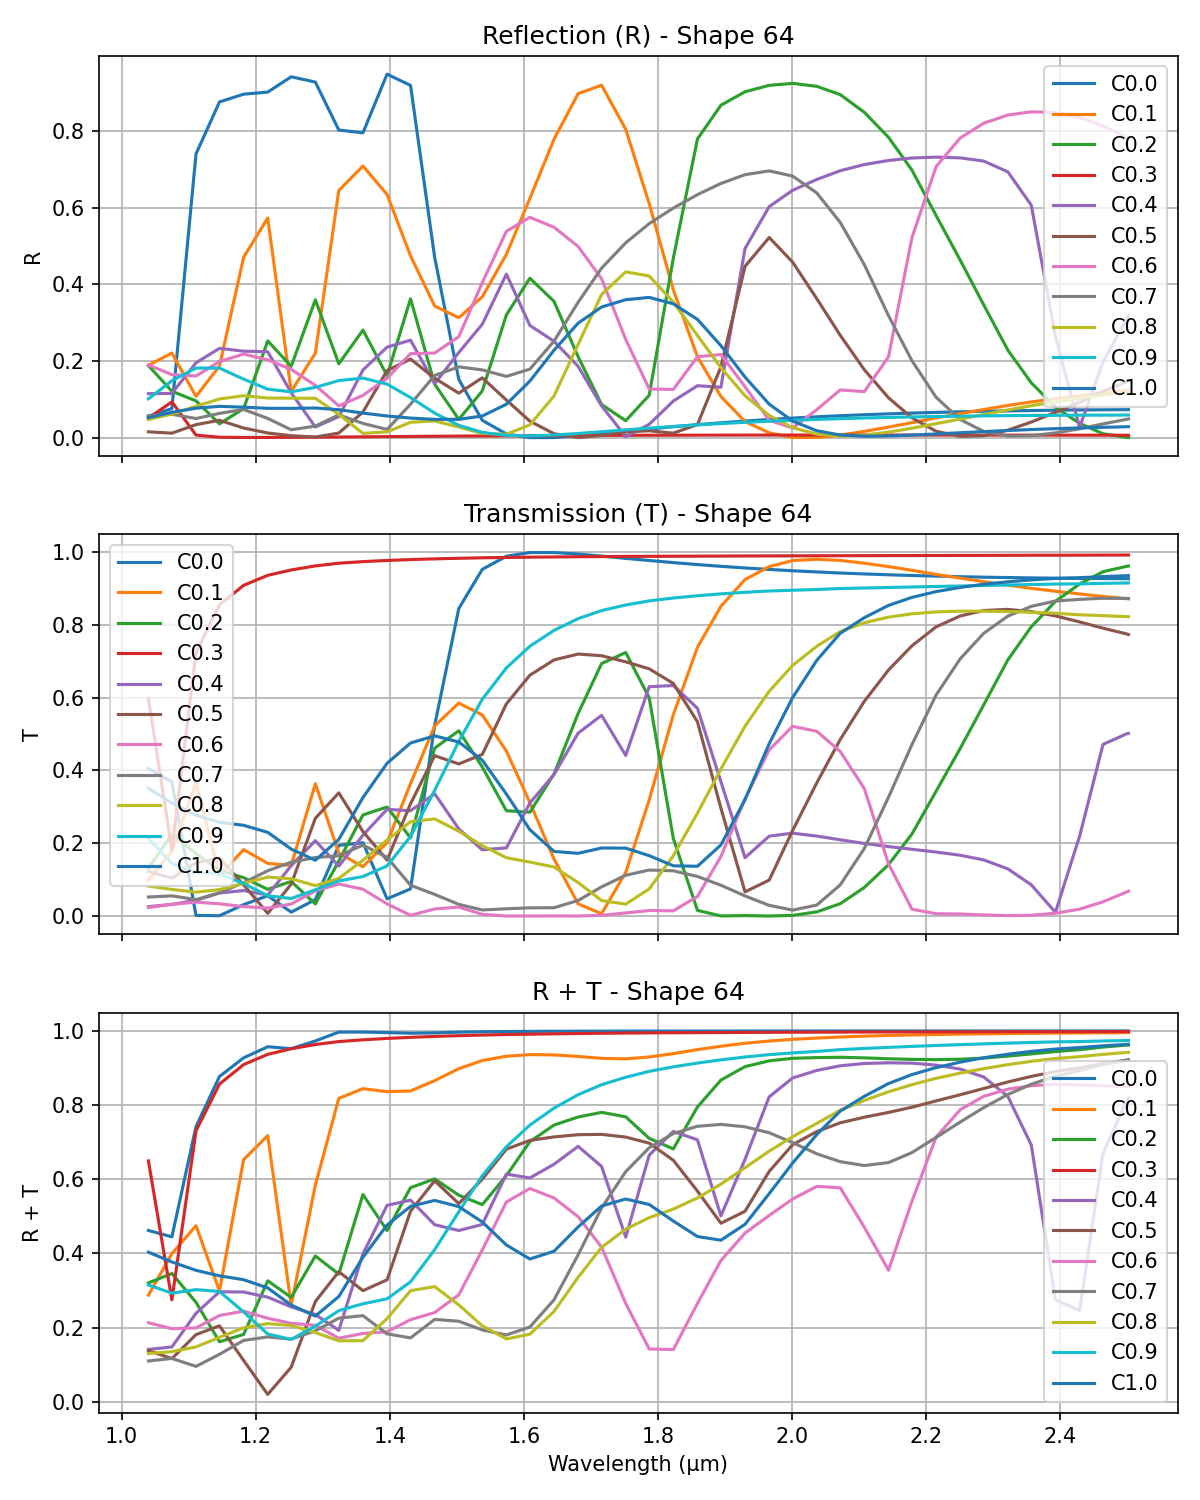 Reflection (R) - Shape 64
R
0.8
0.6
0.4
0.2
0.0
C0.0
C0.1
C0.2
C0.3
C0.4
C0.5
C0.6
C0.7
C0.8
C0.9
C1.0
Transmission (T) - Shape 64
T
1.0
0.8
0.6
0.4
0.2
0.0
C0.0
C0.1
C0.2
C0.3
C0.4
C0.5
C0.6
C0.7
C0.8
C0.9
C1.0
R + T - Shape 64
R + T
1.0
0.8
0.6
0.4
0.2
0.0
C0.0
C0.1
C0.2
C0.3
C0.4
C0.5
C0.6
C0.7
C0.8
C0.9
C1.0
1.0 1.2 1.4 1.6 1.8 2.0 2.2 2.4
Wavelength (μm)